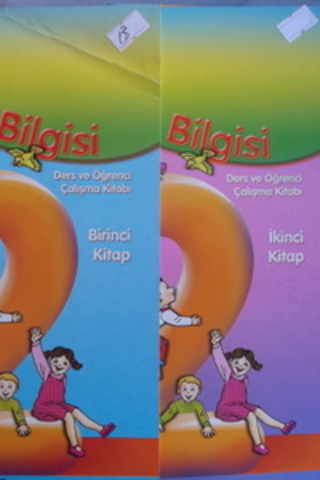 Bilgisi
Ders ve Öğrenci
Çalışma Kitabı
Birinci
Kitap
Bilgisi
Ders ve Öğrenci
Çalışma Kitabı
İkinci
Kitap